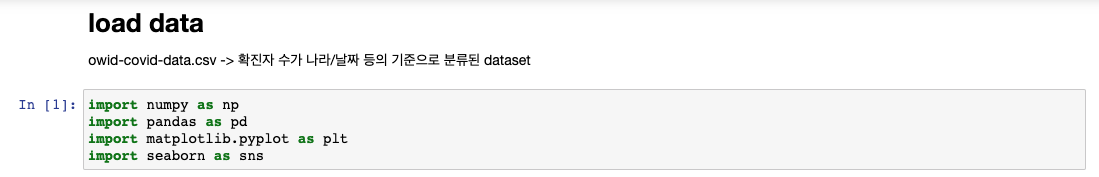 load data
owid-covid-data.csv -> 확진자 수가 나라/날짜 등의 기준으로 분류된 dataset
In [1]: import numpy as np
import pandas as pd
import matplotlib.pyplot as plt
import seaborn as sns